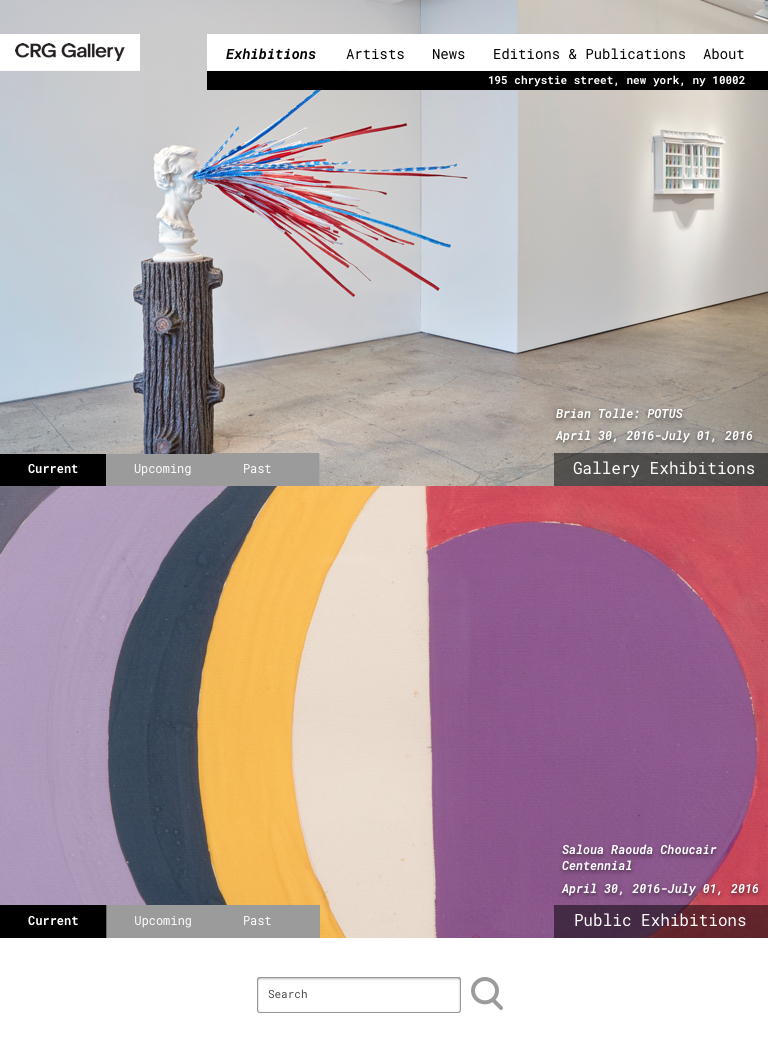 CRG Gallery
Exhibitions Artists News Editions & Publications About
195 chrystie street, new york, ny 10002
Brian Tolle: POTUS
April 30, 2016-July 01, 2016
Current Upcoming Past
Gallery Exhibitions
Saloua Raouda Choucair
Centennial
April 30, 2016-July 01, 2016
Current Upcoming Past
Public Exhibitions
Search